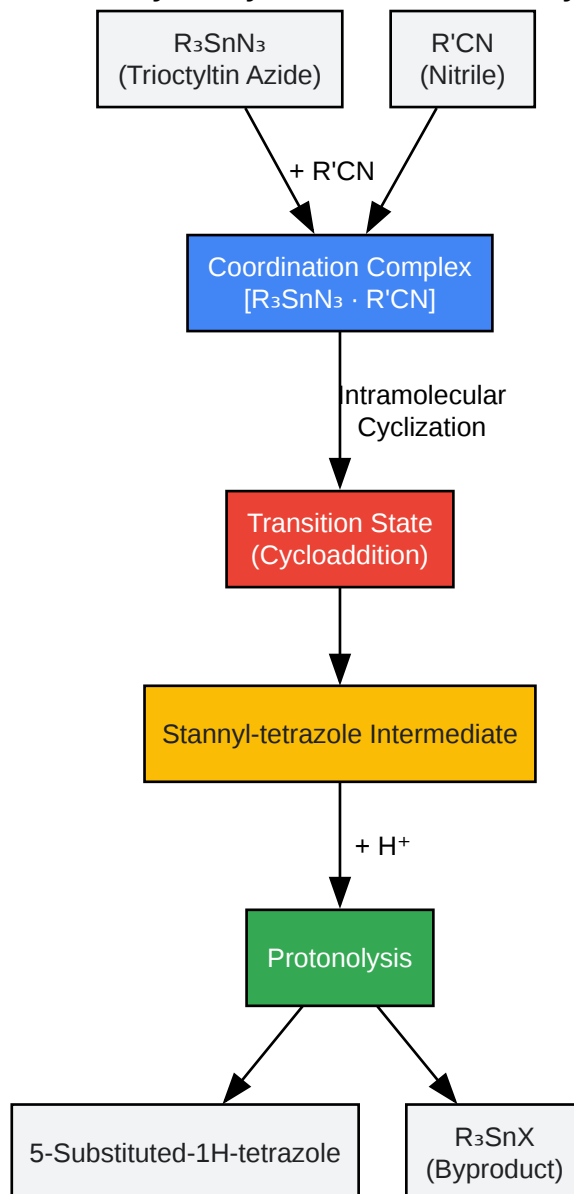 R₃SnN₃
(Trioctyltin Azide)
R'CN
(Nitrile)
+ R'CN
Coordination Complex
[R₃SnN₃ · R'CN]
Intramolecular
Cyclization
Transition State
(Cycloaddition)
Stannyl-tetrazole Intermediate
+ H⁺
Protonolysis
5-Substituted-1H-tetrazole
R₃SnX
(Byproduct)